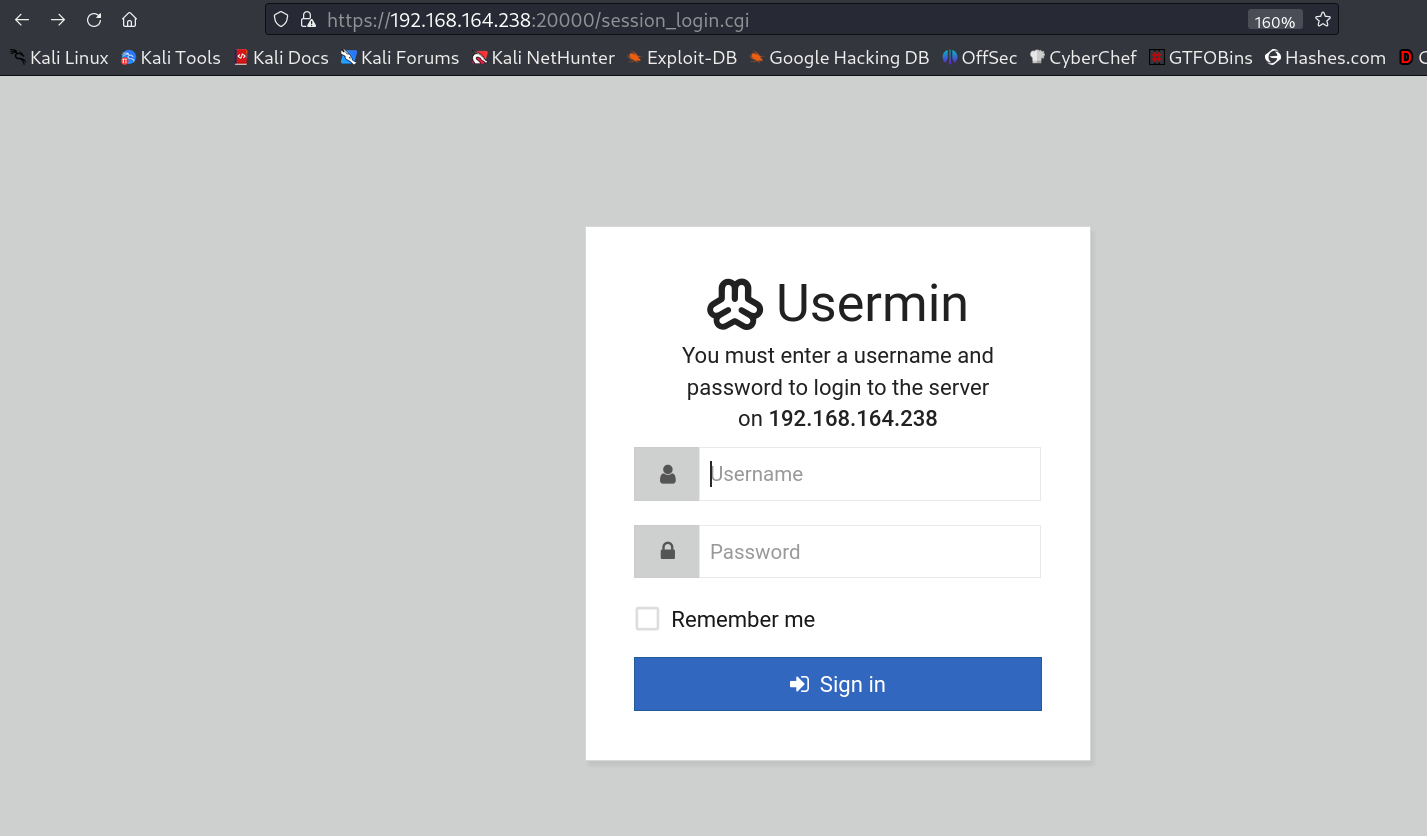 https://192.168.164.238:20000/session_login.cgi 160%
Kali Linux Kali Tools Kali Docs Kali Forums Kali NetHunter Exploit-DB Google Hacking DB OffSec CyberChef GTFOBins Hashes.com
Usermin
You must enter a username and
password to login to the server
on 192.168.164.238
Username
Password
Remember me
Sign in